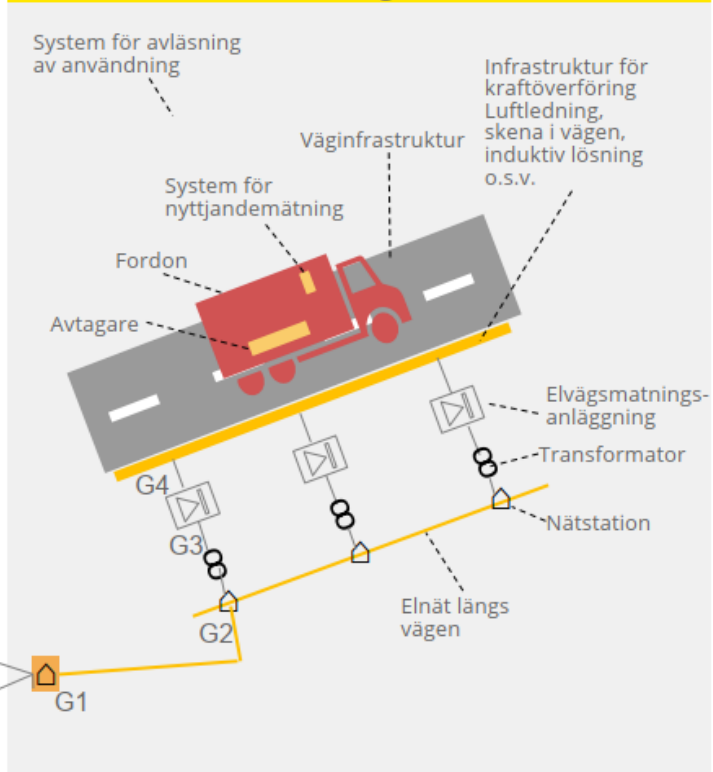 System för avläsning
av användning
Infrastruktur för
kraftöverföring
Luftledning,
skena i vägen,
induktiv lösning
o.s.v.
Väginfrastruktur
System för
nyttjandemätning
Fordon
Avtagare
Elvägsmatnings-
anläggning
Transformator
Nätstation
Elnät längs
vägen
G4
G3
G2
G1